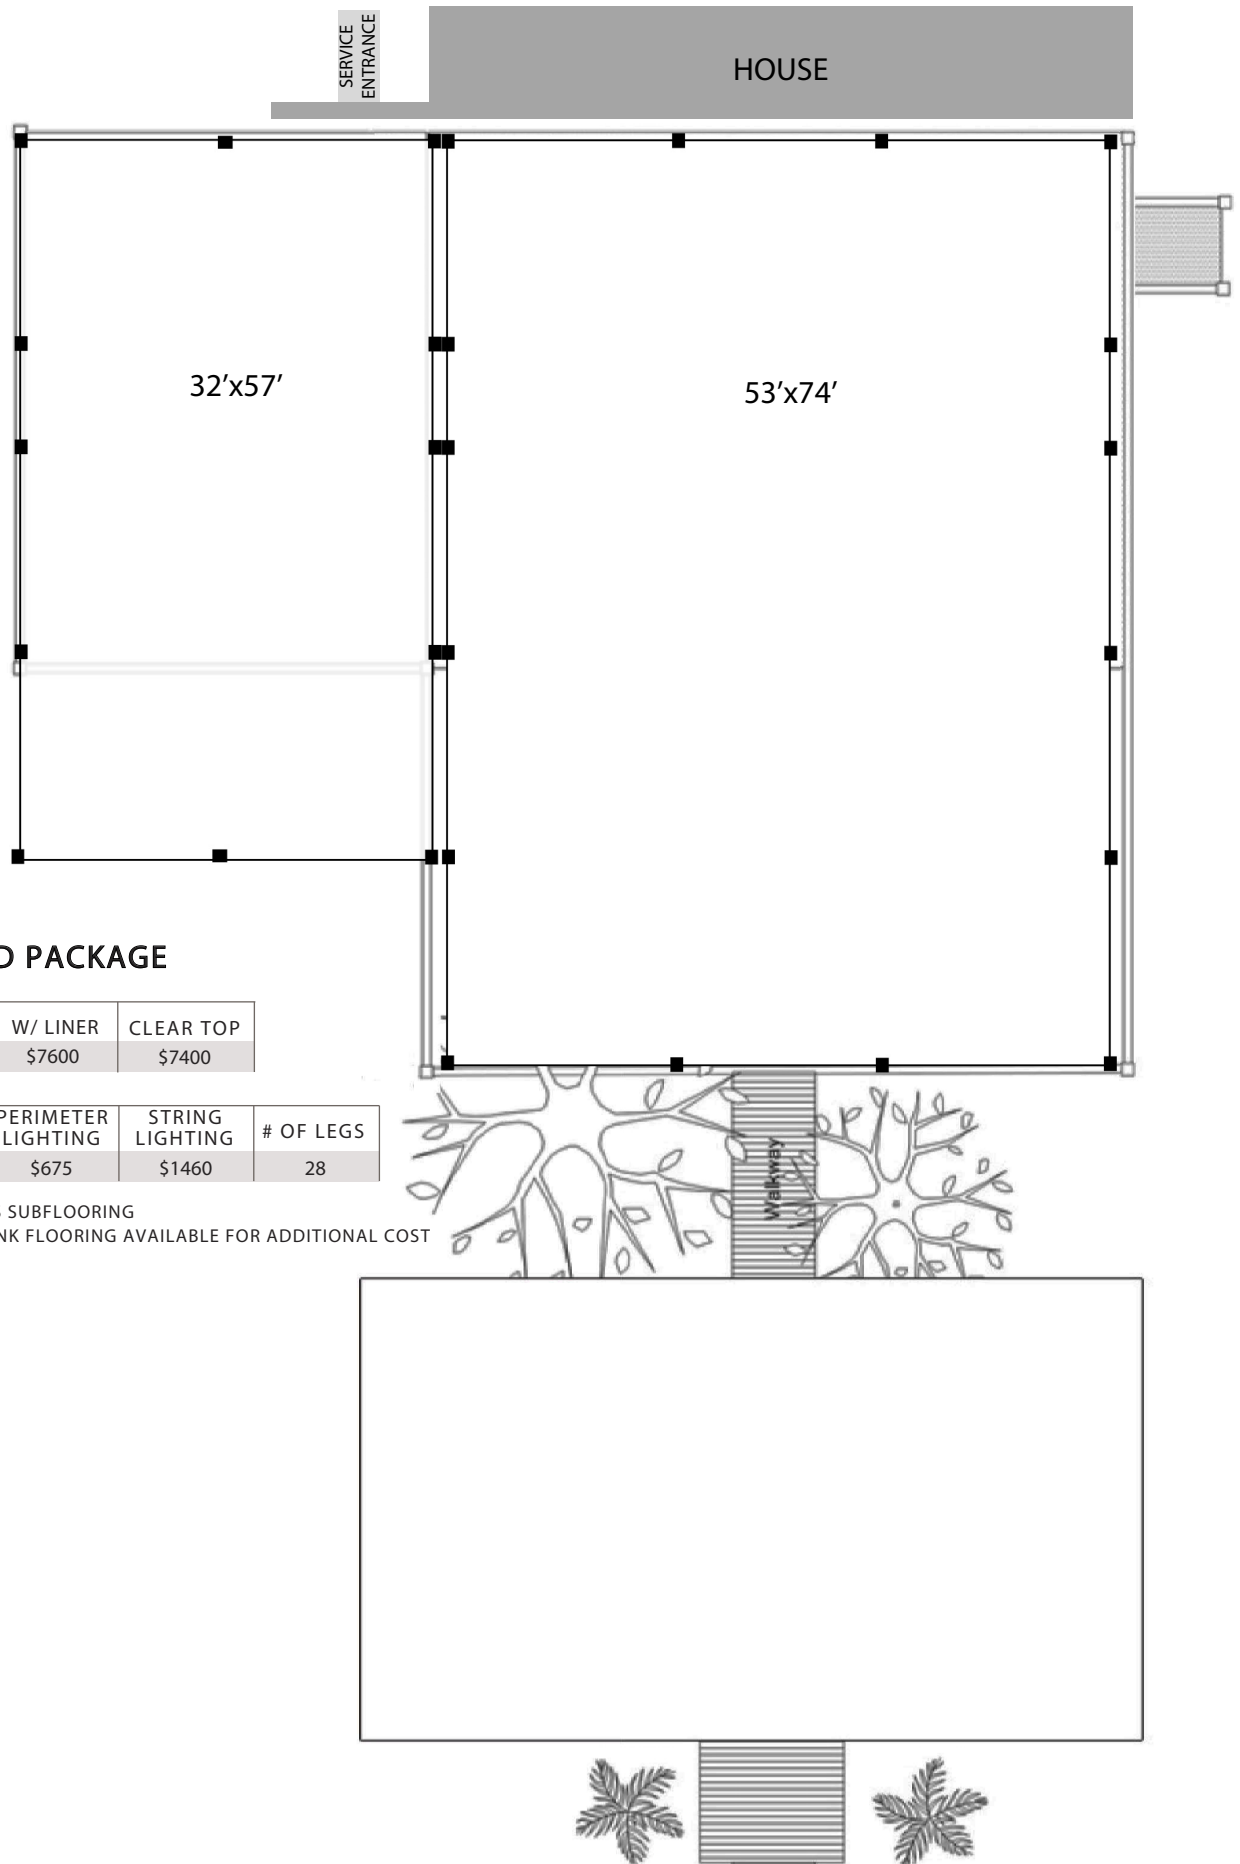 SERVICE
ENTRANCE
HOUSE
32’x57’
53’x74’
D PACKAGE
W/ LINER CLEAR TOP
$7600 $7400
PERIMETER LIGHTING STRING LIGHTING # OF LEGS
$675 $1460 28
SUBFLOORING
NK FLOORING AVAILABLE FOR ADDITIONAL COST
Walkway